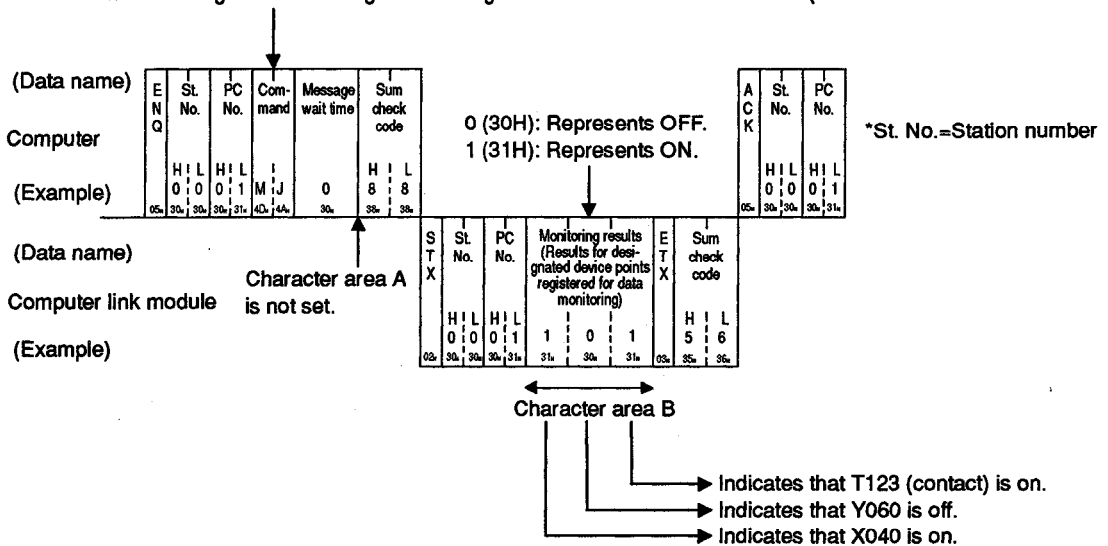 (Data name)
E N Q
St. No.
PC No.
Com- mand
Message wait time
Sum check code
A C K
St. No.
PC No.
Computer
0 (30H): Represents OFF.
1 (31H): Represents ON.
*St. No.=Station number
(Example)
H L H L H L
0 0 0 1 M J 0 8 8
05H 30H 30H 30H 31H 4DH 4AH 30H 38H 38H
H L H L
0 0 0 1
05H 30H 30H 30H 31H
(Data name)
S T X
St. No.
PC No.
Monitoring results
(Results for desi-
gnated device points
registered for data
monitoring)
E T X
Sum check code
Character area A
is not set.
Computer link module
(Example)
H L H L H L
0 0 0 1 1 0 1 5 6
02H 30H 30H 30H 31H 31H 30H 31H 03H 35H 36H
Character area B
Indicates that T123 (contact) is on.
Indicates that Y060 is off.
Indicates that X040 is on.